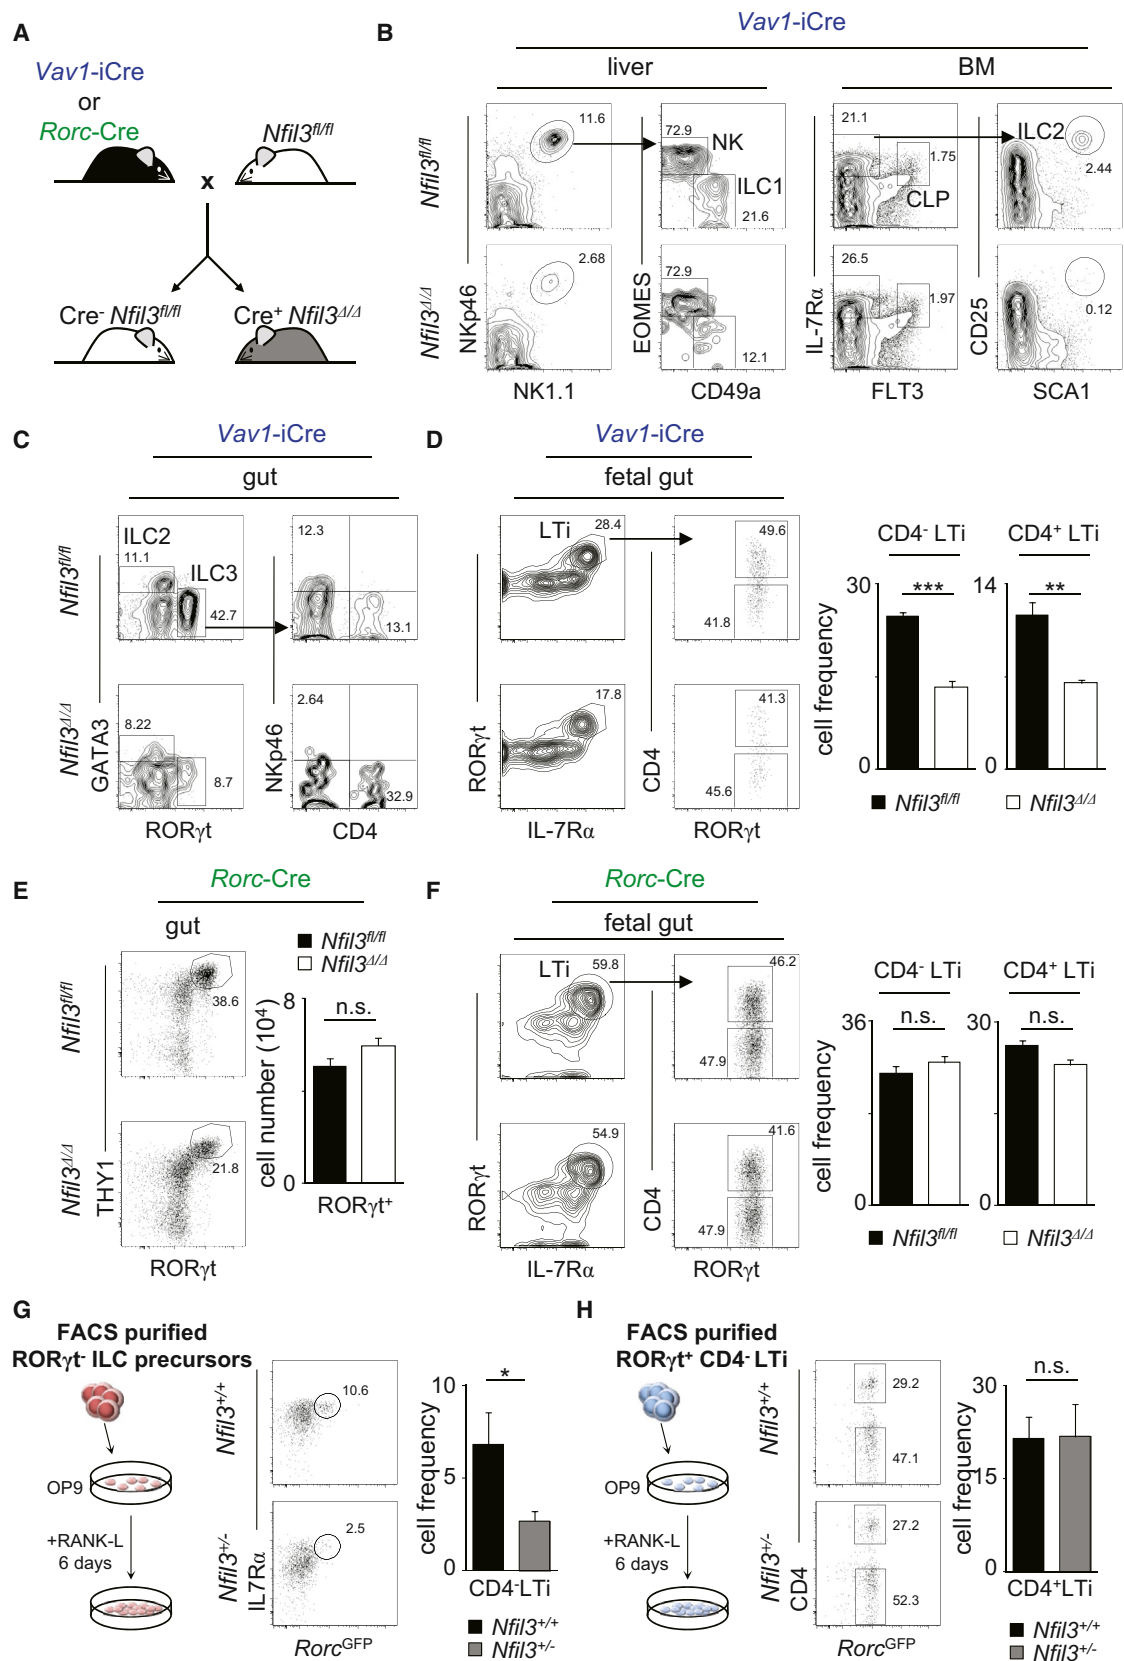 A
Vav1-iCre
or
Rorc-Cre
Nfil3fl/fl
x
Cre- Nfil3fl/fl
Cre+ Nfil3Δ/Δ
B
Vav1-iCre
liver
BM
Nfil3fl/fl
11.6
72.9
NK
ILC1
21.6
21.1
1.75
CLP
ILC2
2.44
Nfil3Δ/Δ
2.68
72.9
12.1
26.5
1.97
0.12
NKp46
EOMES
IL-7Rα
CD25
NK1.1
CD49a
FLT3
SCA1
C
Vav1-iCre
gut
Nfil3fl/fl
ILC2
11.1
ILC3
42.7
12.3
13.1
Nfil3Δ/Δ
8.22
8.7
2.64
32.9
GATA3
NKp46
RORγt
CD4
D
Vav1-iCre
fetal gut
LTi
28.4
49.6
41.8
17.8
41.3
45.6
RORγt
CD4
IL-7Rα
RORγt
CD4- LTi
CD4+ LTi
30
***
14
**
cell frequency
0
0
Nfil3fl/fl
Nfil3Δ/Δ
E
Rorc-Cre
gut
Nfil3fl/fl
Nfil3Δ/Δ
Nfil3fl/fl
38.6
Nfil3Δ/Δ
21.8
THY1
RORγt
8
n.s.
cell number (104)
0
RORγt+
F
Rorc-Cre
fetal gut
LTi
59.8
46.2
47.9
54.9
41.6
47.9
RORγt
CD4
IL-7Rα
RORγt
CD4- LTi
CD4+ LTi
36
n.s.
30
n.s.
cell frequency
0
0
Nfil3fl/fl
Nfil3Δ/Δ
G
FACS purified
RORγt- ILC precursors
OP9
+RANK-L
6 days
Nfil3+/+
10.6
Nfil3+/-
2.5
IL7Rα
RorcGFP
10
*
5
cell frequency
0
CD4-LTi
Nfil3+/+
Nfil3+/-
H
FACS purified
RORγt+ CD4- LTi
OP9
+RANK-L
6 days
Nfil3+/+
29.2
47.1
Nfil3+/-
27.2
52.3
CD4
RorcGFP
n.s.
30
15
cell frequency
0
CD4+LTi
Nfil3+/+
Nfil3+/-